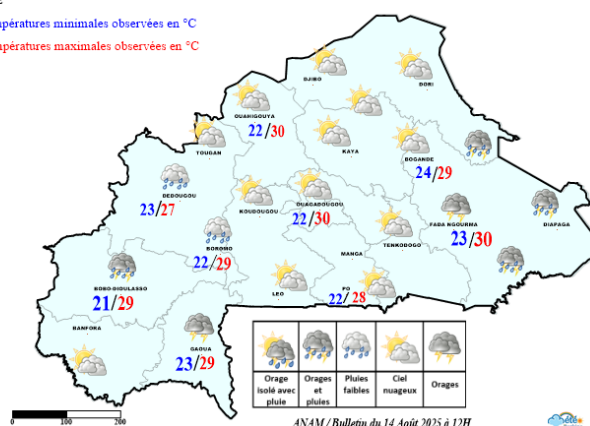 mpératures minimales observées en °C
mpératures maximales observées en °C
DJIBO
DORI
OUAHIGOUYA
22/30
TOUGAN
KAYA
BOGANDE
24/29
DEDOUGOU
23/27
KOUDOUGOU
OUAGADOUGOU
22/30
FADA NGOURMA
23/30
DIAPAGA
BOROMO
22/29
TENKODOGO
MANGA
BOBO-DIOULASSO
21/29
LEO
PO
22/28
BANFORA
GAOUA
23/29
Orage isolé avec pluie
Orages et pluies
Pluies faibles
Ciel nuageux
Orages
0 100 200
ANAM / Bulletin du 14 Août 2025 à 12H